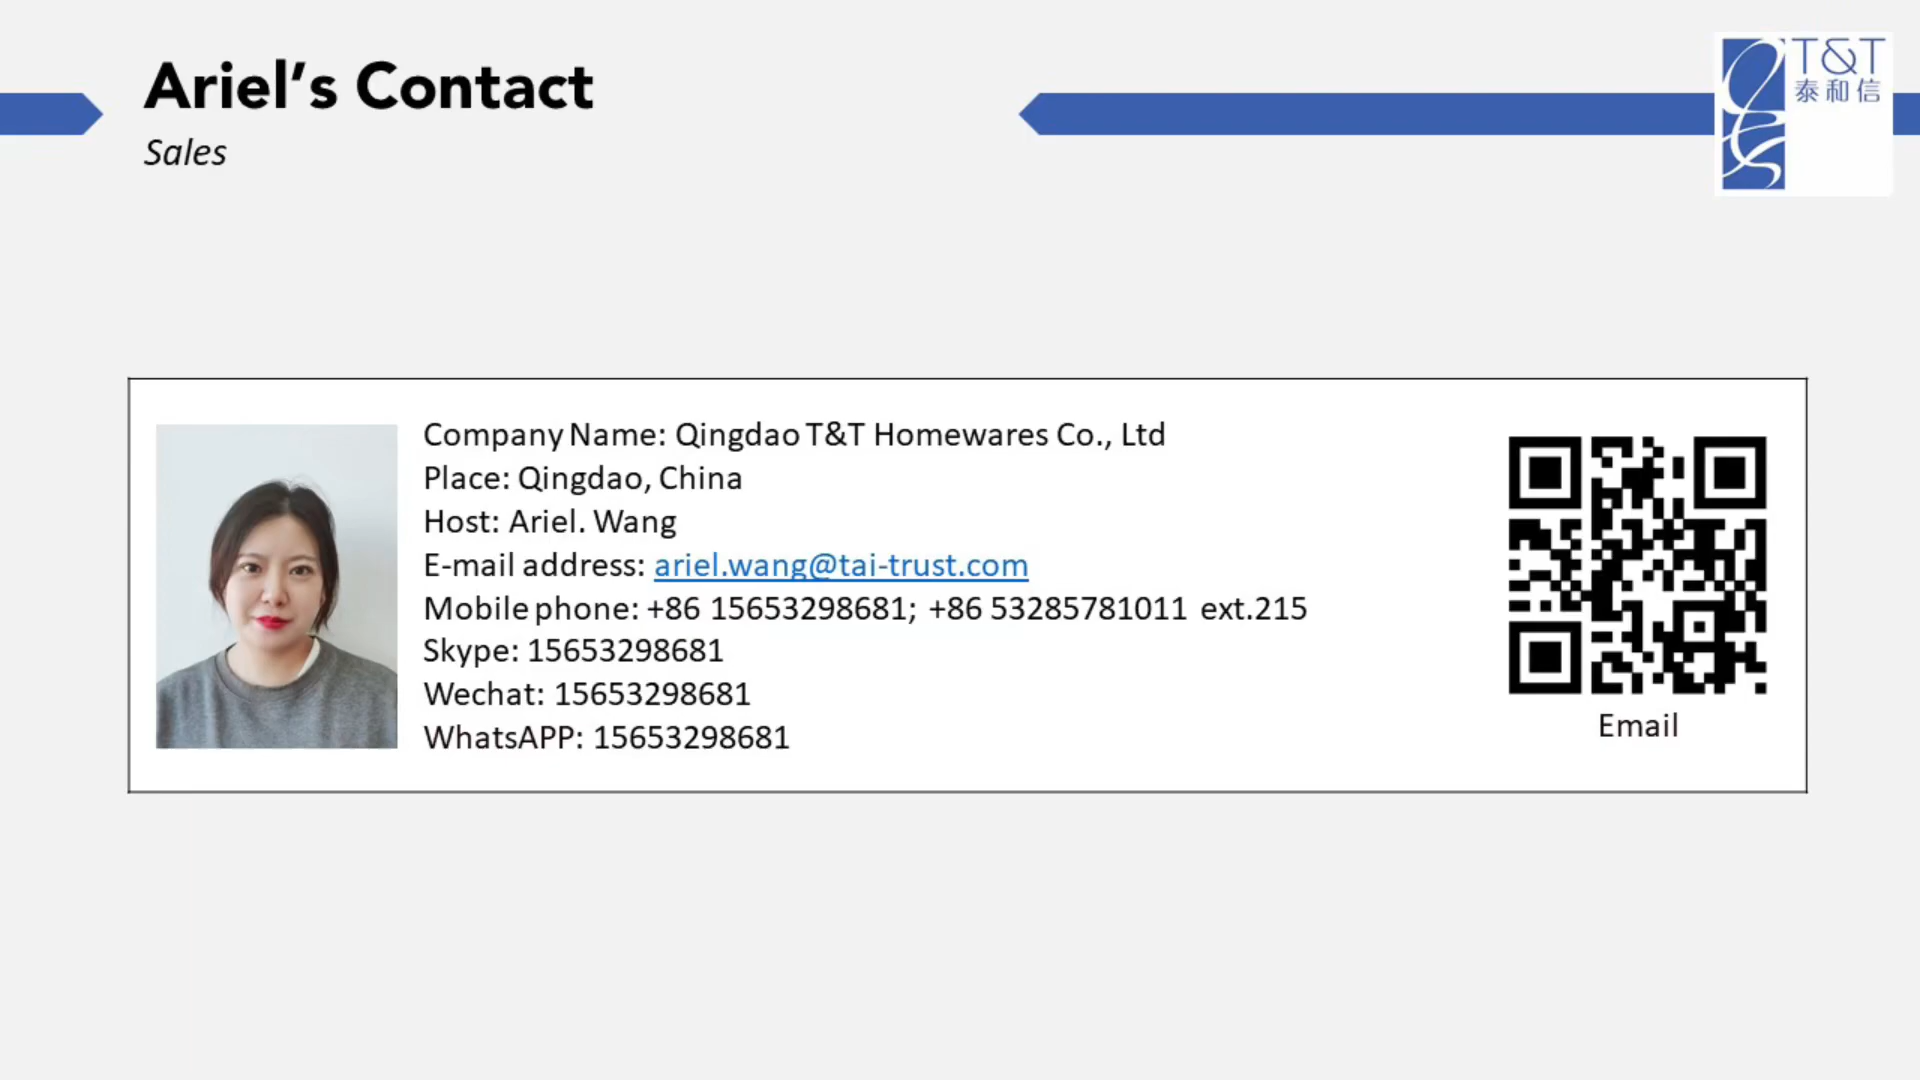 Ariel’s Contact
Sales
T&T
泰和信
Company Name: Qingdao T&T Homewares Co., Ltd
Place: Qingdao, China
Host: Ariel. Wang
E-mail address: ariel.wang@tai-trust.com
Mobile phone: +86 15653298681; +86 53285781011 ext.215
Skype: 15653298681
Wechat: 15653298681
WhatsAPP: 15653298681
Email